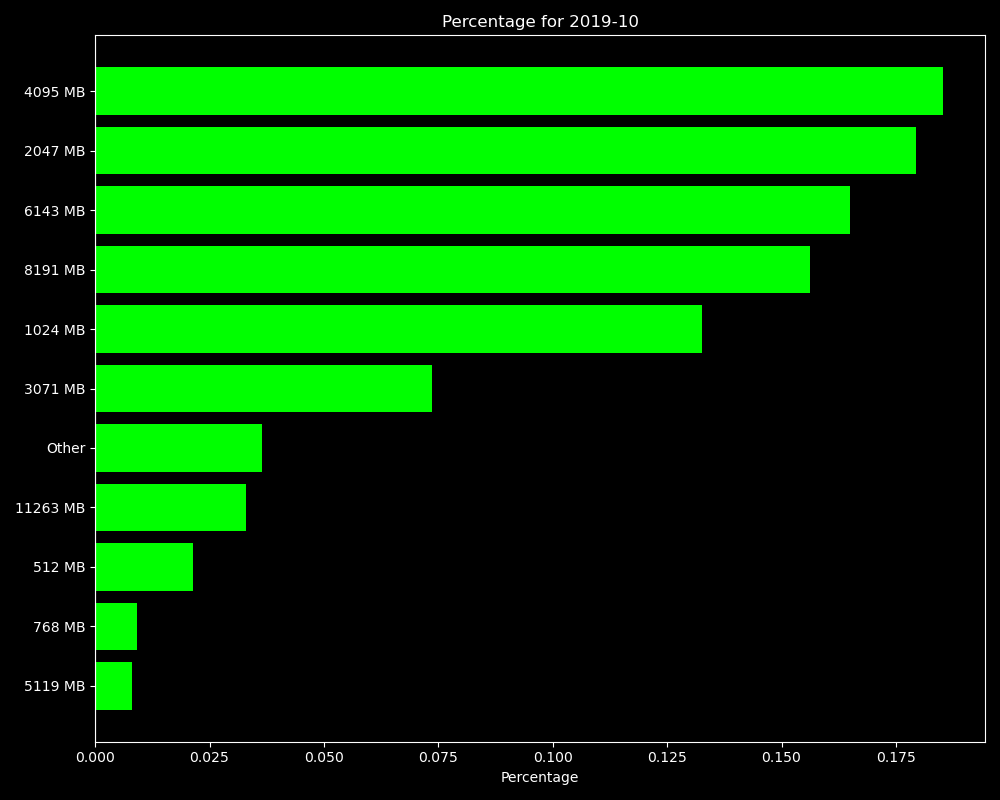 Percentage for 2019-10
4095 MB
2047 MB
6143 MB
8191 MB
1024 MB
3071 MB
Other
11263 MB
512 MB
768 MB
5119 MB
0.000 0.025 0.050 0.075 0.100 0.125 0.150 0.175
Percentage